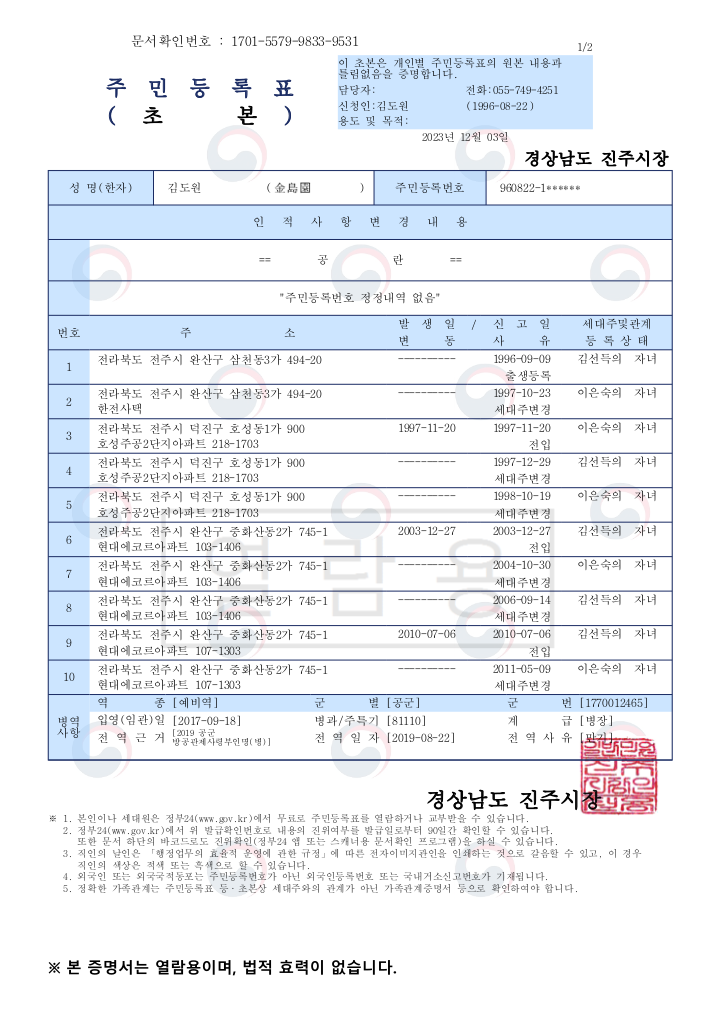 문서확인번호 : 1701-5579-9833-9531
1/2
주 민 등 록 표
( 초 본 )
이 초본은 개인별 주민등록표의 원본 내용과
틀림없음을 증명합니다.
담당자: 전화:055-749-4251
신청인:김도원 (1996-08-22)
용도 및 목적:
2023년 12월 03일
경상남도 진주시장
성 명(한자) 김도원 (金島園 ) 주민등록번호 960822-1******
인 적 사 항 변 경 내 용
== 공 란 ==
"주민등록번호 정정내역 없음"
번호 주 소 발 생 일 / 신 고 일 세대주및관계
변 동 사 유 등 록 상 태
1 전라북도 전주시 완산구 삼천동3가 494-20 ---------- 1996-09-09 김선득의 자녀
출생등록
2 전라북도 전주시 완산구 삼천동3가 494-20 ---------- 1997-10-23 이은숙의 자녀
한전사택 세대주변경
3 전라북도 전주시 덕진구 호성동1가 900 1997-11-20 1997-11-20 이은숙의 자녀
호성주공2단지아파트 218-1703 전입
4 전라북도 전주시 덕진구 호성동1가 900 ---------- 1997-12-29 김선득의 자녀
호성주공2단지아파트 218-1703 세대주변경
5 전라북도 전주시 덕진구 호성동1가 900 ---------- 1998-10-19 이은숙의 자녀
호성주공2단지아파트 218-1703 세대주변경
6 전라북도 전주시 완산구 중화산동2가 745-1 2003-12-27 2003-12-27 김선득의 자녀
현대에코르아파트 103-1406 전입
7 전라북도 전주시 완산구 중화산동2가 745-1 ---------- 2004-10-30 이은숙의 자녀
현대에코르아파트 103-1406 세대주변경
8 전라북도 전주시 완산구 중화산동2가 745-1 ---------- 2006-09-14 김선득의 자녀
현대에코르아파트 103-1406 세대주변경
9 전라북도 전주시 완산구 중화산동2가 745-1 2010-07-06 2010-07-06 김선득의 자녀
현대에코르아파트 107-1303 전입
10 전라북도 전주시 완산구 중화산동2가 745-1 ---------- 2011-05-09 이은숙의 자녀
현대에코르아파트 107-1303 세대주변경
열람용
병역
사항
역 종 [예비역] 군 별 [공군] 군 번 [1770012465]
입영(임관)일 [2017-09-18] 병과/주특기 [81110] 계 급 [병장]
전 역 근 거 [2019 공군
방공관제사령부인명(병)] 전 역 일 자 [2019-08-22] 전 역 사 유 [만기]
경상남도 진주시장
※ 1. 본인이나 세대원은 정부24(www.gov.kr)에서 무료로 주민등록표를 열람하거나 교부받을 수 있습니다.
2. 정부24(www.gov.kr)에서 위 발급확인번호로 내용의 진위여부를 발급일로부터 90일간 확인할 수 있습니다.
또한 문서 하단의 바코드로도 진위확인(정부24 앱 또는 스캐너용 문서확인 프로그램)을 하실 수 있습니다.
3. 직인의 날인은 「행정업무의 효율적 운영에 관한 규정」에 따른 전자이미지관인을 인쇄하는 것으로 갈음할 수 있고, 이 경우
직인의 색상은 적색 또는 흑색으로 할 수 있습니다.
4. 외국인 또는 외국국적동포는 주민등록번호가 아닌 외국인등록번호 또는 국내거소신고번호가 기재됩니다.
5. 정확한 가족관계는 주민등록표 등·초본상 세대주와의 관계가 아닌 가족관계증명서 등으로 확인하여야 합니다.
※ 본 증명서는 열람용이며, 법적 효력이 없습니다.